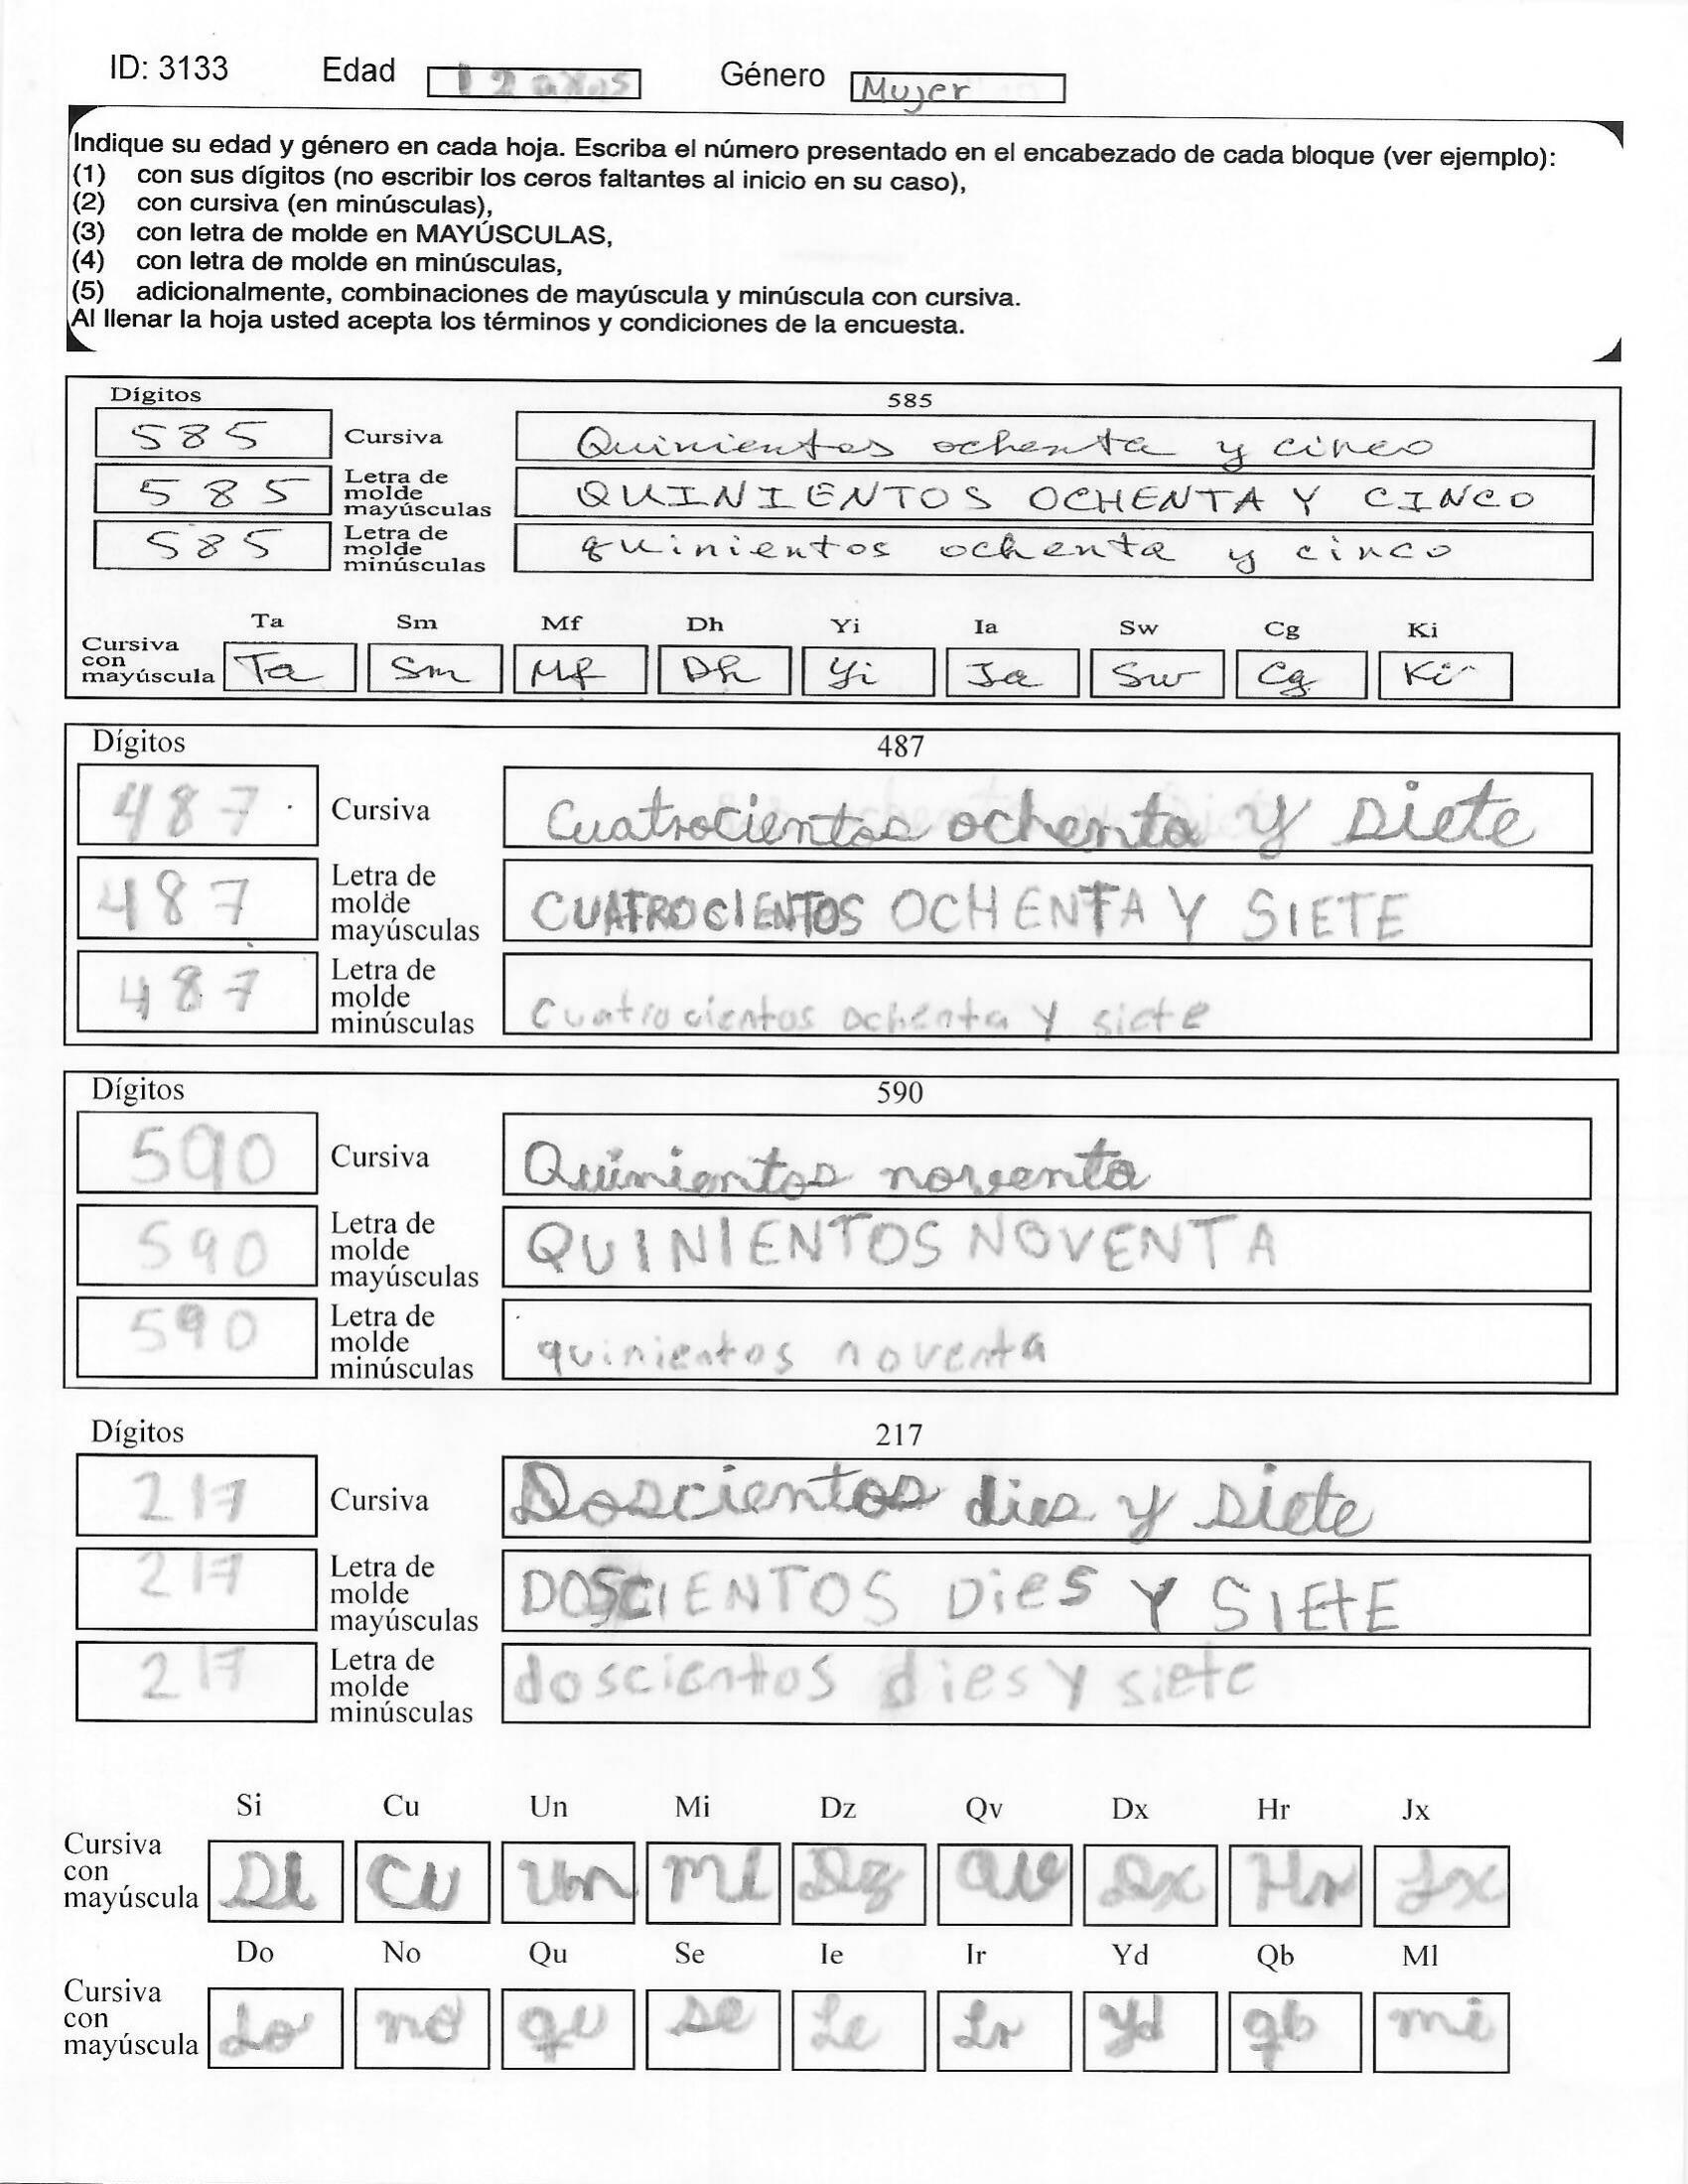 ID: 3133 Edad 12 años Género Mujer
Indique su edad y género en cada hoja. Escriba el número presentado en el encabezado de cada bloque (ver ejemplo):
(1) con sus dígitos (no escribir los ceros faltantes al inicio en su caso),
(2) con cursiva (en minúsculas),
(3) con letra de molde en MAYÚSCULAS,
(4) con letra de molde en minúsculas,
(5) adicionalmente, combinaciones de mayúscula y minúscula con cursiva.
Al llenar la hoja usted acepta los términos y condiciones de la encuesta.
Dígitos 585
585 Cursiva Quinientos ochenta y cinco
585 Letra de molde mayúsculas QUINIENTOS OCHENTA Y CINCO
585 Letra de molde minúsculas quinientos ochenta y cinco
Ta Sm Mf Dh Yi Ia Sw Cg Ki
Cursiva con mayúscula Ta Sm Mf Dh Yi Ia Sw Cg Ki
Dígitos 487
487 Cursiva Cuatrocientos ochenta y siete
487 Letra de molde mayúsculas CUATROCIENTOS OCHENTA Y SIETE
487 Letra de molde minúsculas cuatrocientos ochenta y siete
Dígitos 590
590 Cursiva Quinientos noventa
590 Letra de molde mayúsculas QUINIENTOS NOVENTA
590 Letra de molde minúsculas quinientos noventa
Dígitos 217
217 Cursiva Doscientos dies y siete
217 Letra de molde mayúsculas DOSCIENTOS DieS Y SIEtE
217 Letra de molde minúsculas doscientos dies y siete
Si Cu Un Mi Dz Qv Dx Hr Jx
Cursiva con mayúscula Si Cu Un Mi Dz Qv Dx Hr Jx
Do No Qu Se Ie Ir Yd Qb Ml
Cursiva con mayúscula Do no qu se Ie Ir Yd qb mi